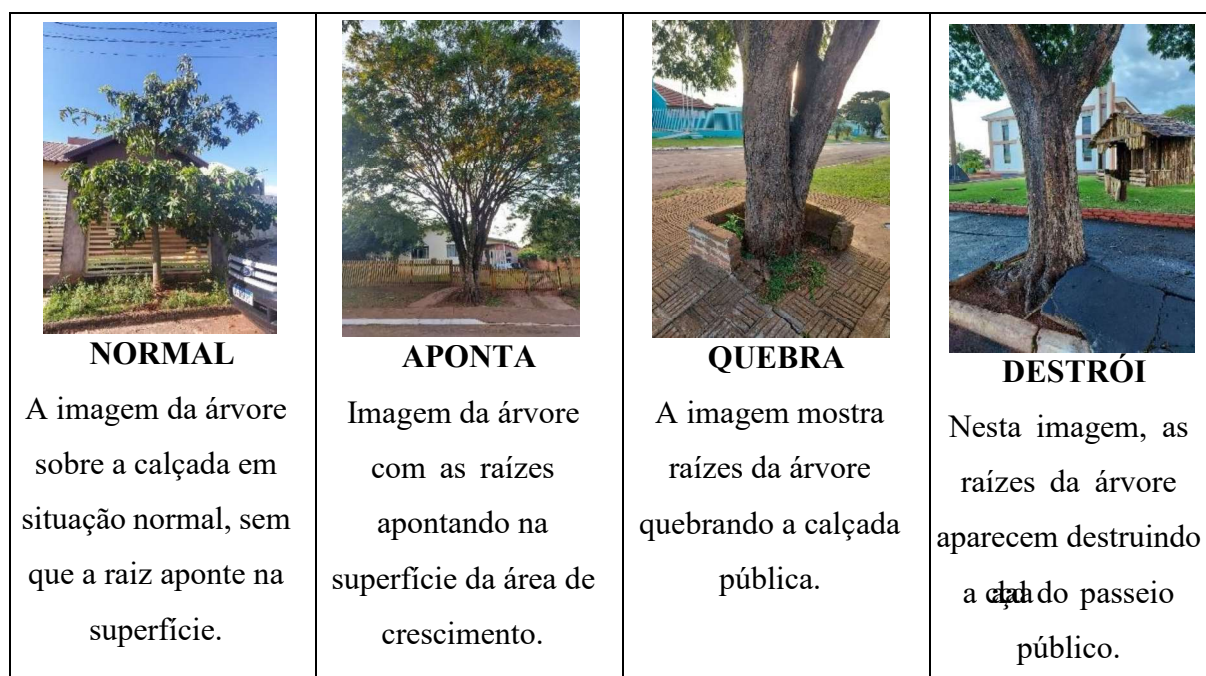 NORMAL
A imagem da árvore
sobre a calçada em
situação normal, sem
que a raiz aponte na
superfície.
APONTA
Imagem da árvore
com as raízes
apontando na
superfície da área de
crescimento.
QUEBRA
A imagem mostra
raízes da árvore
quebrando a calçada
pública.
DESTRÓI
Nesta imagem, as
raízes da árvore
aparecem destruindo
a do passeio
público.